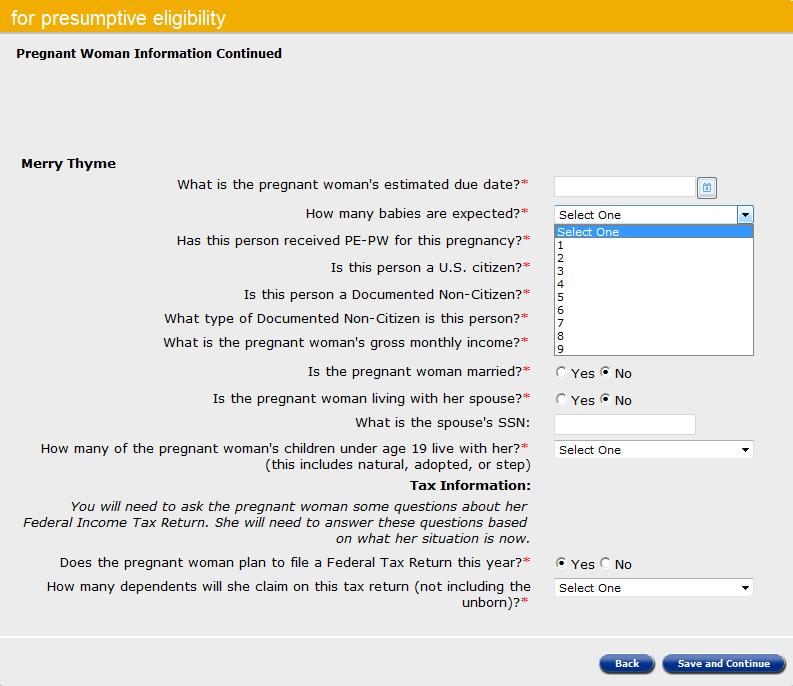 for presumptive eligibility
Pregnant Woman Information Continued
Merry Thyme
What is the pregnant woman's estimated due date?*
How many babies are expected?* Select One
Select One
Has this person received PE-PW for this pregnancy?*
1
2
Is this person a U.S. citizen?*
3
4
Is this person a Documented Non-Citizen?*
5
6
What type of Documented Non-Citizen is this person?*
7
8
What is the pregnant woman's gross monthly income?*
9
Is the pregnant woman married?* Yes No
Is the pregnant woman living with her spouse?* Yes No
What is the spouse's SSN:
How many of the pregnant woman's children under age 19 live with her?* Select One
(this includes natural, adopted, or step)
Tax Information:
You will need to ask the pregnant woman some questions about her
Federal Income Tax Return. She will need to answer these questions based
on what her situation is now.
Does the pregnant woman plan to file a Federal Tax Return this year?* Yes No
How many dependents will she claim on this tax return (not including the Select One
unborn)?*
Back Save and Continue